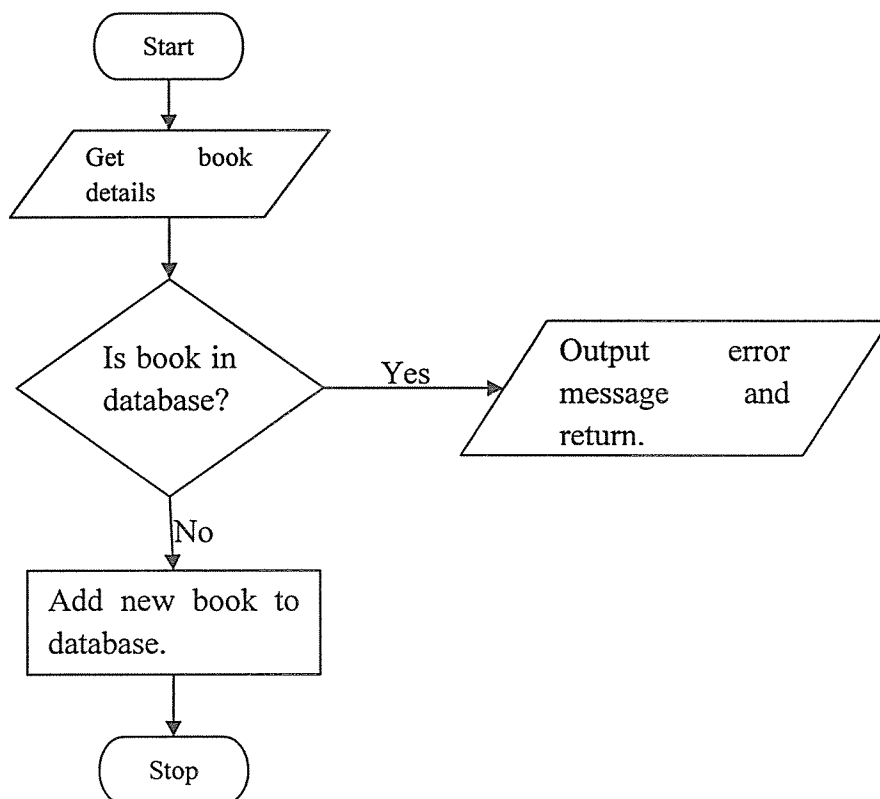 Start
Get book
details
Is book in
database?
Yes
Output error
message and
return.
No
Add new book to
database.
Stop